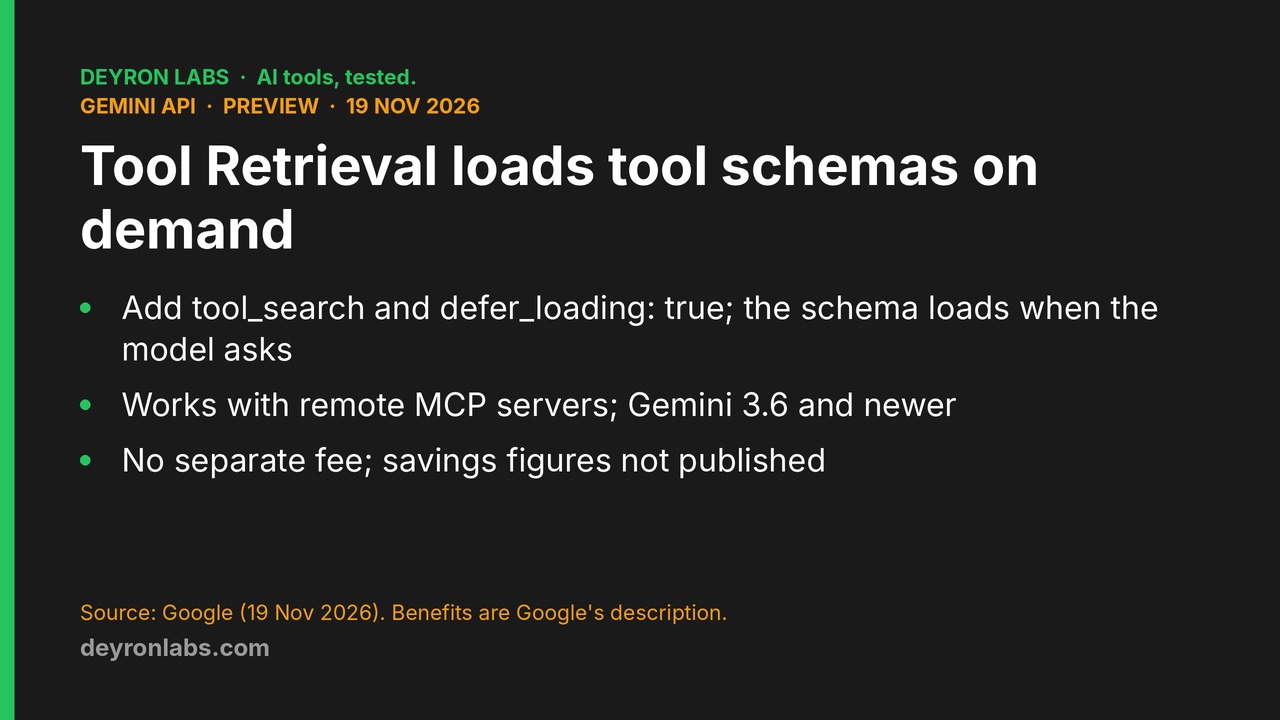 DEYRON LABS · AI tools, tested.
GEMINI API · PREVIEW · 19 NOV 2026
Tool Retrieval loads tool schemas on
demand
• Add tool_search and defer_loading: true; the schema loads when the
model asks
• Works with remote MCP servers; Gemini 3.6 and newer
• No separate fee; savings figures not published
Source: Google (19 Nov 2026). Benefits are Google's description.
deyronlabs.com